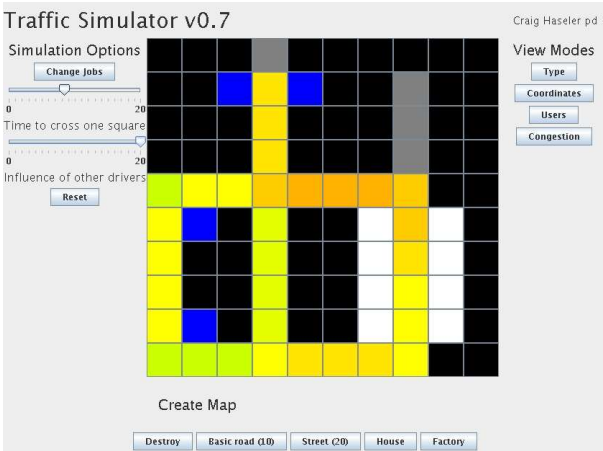 Traffic Simulator v0.7
Craig Haseler pd
Simulation Options
Change Jobs
0 20
Time to cross one square
0 20
Influence of other drivers
Reset
View Modes
Type
Coordinates
Users
Congestion
Create Map
Destroy
Basic road (10)
Street (20)
House
Factory